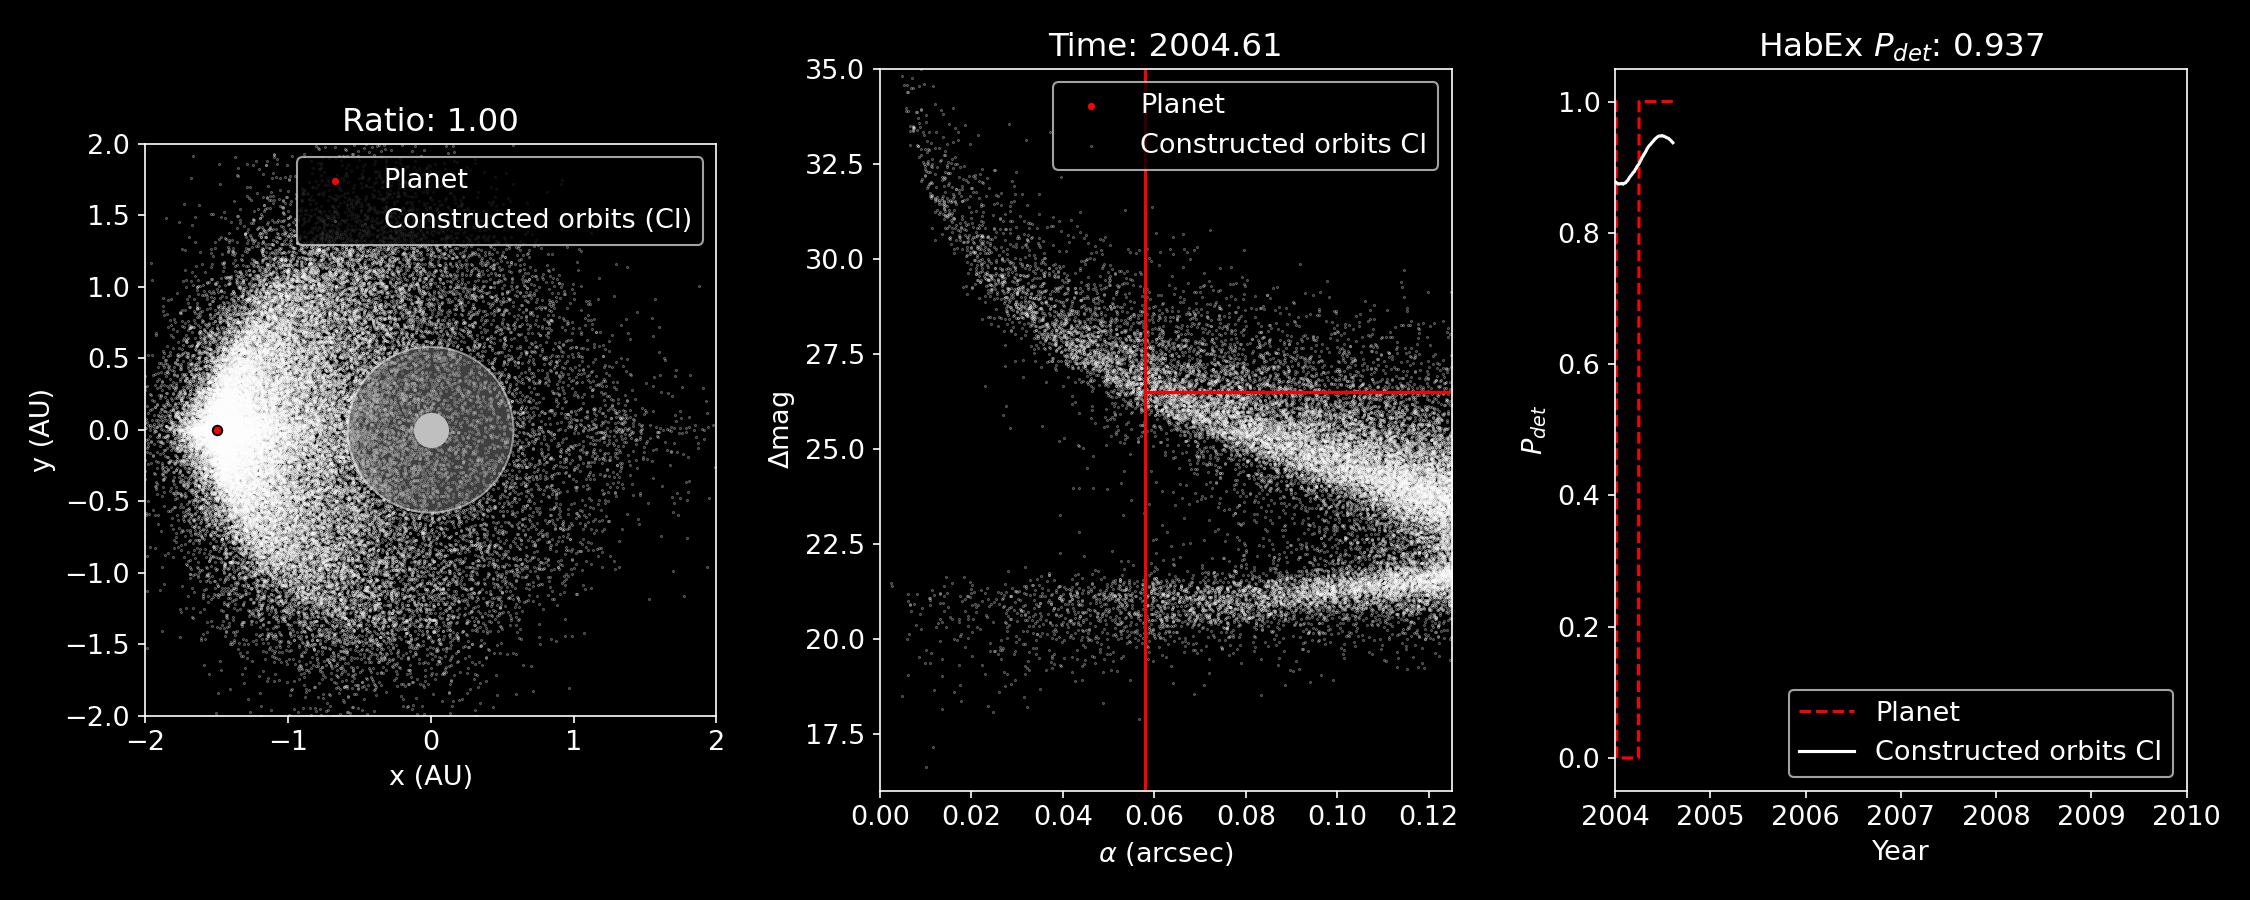 Ratio: 1.00
Planet
Constructed orbits (CI)
2.0
1.5
1.0
0.5
0.0
−0.5
−1.0
−1.5
−2.0
−2
−1
0
1
2
x (AU)
y (AU)
Time: 2004.61
Planet
Constructed orbits CI
35.0
32.5
30.0
27.5
25.0
22.5
20.0
17.5
0.00
0.02
0.04
0.06
0.08
0.10
0.12
α (arcsec)
Δmag
HabEx P_det: 0.937
1.0
0.8
0.6
0.4
0.2
0.0
P_det
Planet
Constructed orbits CI
2004
2005
2006
2007
2008
2009
2010
Year